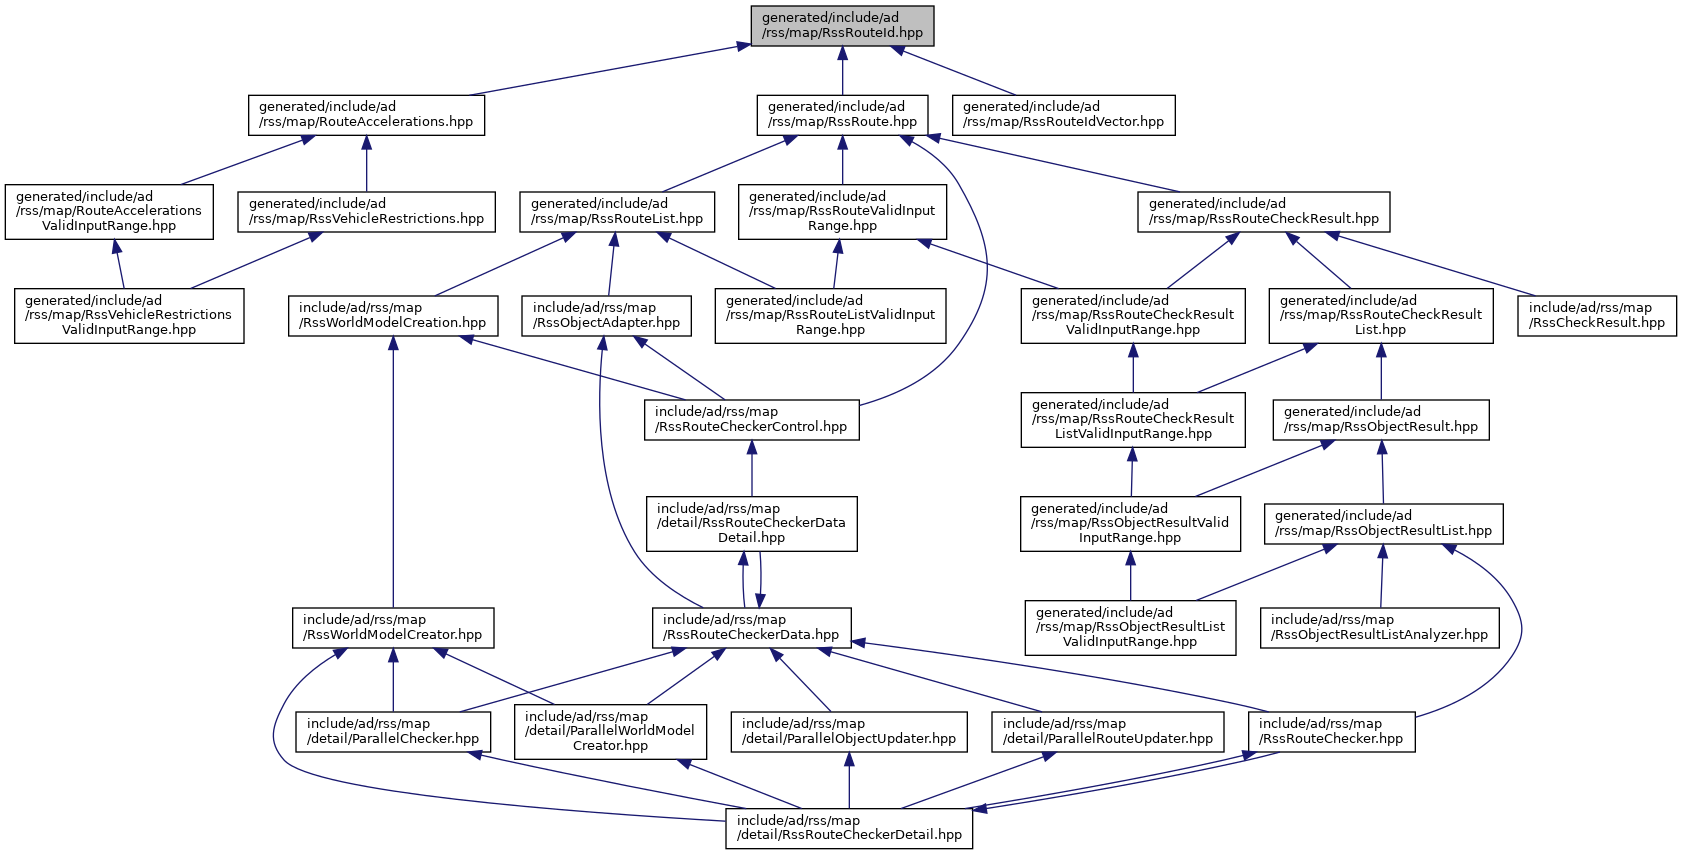 generated/include/ad
/rss/map/RssRouteId.hpp
generated/include/ad
/rss/map/RouteAccelerations.hpp
generated/include/ad
/rss/map/RssRoute.hpp
generated/include/ad
/rss/map/RssRouteIdVector.hpp
generated/include/ad
/rss/map/RouteAccelerations
ValidInputRange.hpp
generated/include/ad
/rss/map/RssVehicleRestrictions.hpp
generated/include/ad
/rss/map/RssRouteList.hpp
generated/include/ad
/rss/map/RssRouteValidInput
Range.hpp
generated/include/ad
/rss/map/RssRouteCheckResult.hpp
generated/include/ad
/rss/map/RssVehicleRestrictions
ValidInputRange.hpp
include/ad/rss/map
/RssWorldModelCreation.hpp
include/ad/rss/map
/RssObjectAdapter.hpp
generated/include/ad
/rss/map/RssRouteListValidInput
Range.hpp
generated/include/ad
/rss/map/RssRouteCheckResult
ValidInputRange.hpp
generated/include/ad
/rss/map/RssRouteCheckResult
List.hpp
include/ad/rss/map
/RssCheckResult.hpp
include/ad/rss/map
/RssRouteCheckerControl.hpp
generated/include/ad
/rss/map/RssRouteCheckResult
ListValidInputRange.hpp
generated/include/ad
/rss/map/RssObjectResult.hpp
include/ad/rss/map
/detail/RssRouteCheckerData
Detail.hpp
generated/include/ad
/rss/map/RssObjectResultValid
InputRange.hpp
generated/include/ad
/rss/map/RssObjectResultList.hpp
include/ad/rss/map
/RssWorldModelCreator.hpp
include/ad/rss/map
/RssRouteCheckerData.hpp
generated/include/ad
/rss/map/RssObjectResultList
ValidInputRange.hpp
include/ad/rss/map
/RssObjectResultListAnalyzer.hpp
include/ad/rss/map
/detail/ParallelChecker.hpp
include/ad/rss/map
/detail/ParallelWorldModel
Creator.hpp
include/ad/rss/map
/detail/ParallelObjectUpdater.hpp
include/ad/rss/map
/detail/ParallelRouteUpdater.hpp
include/ad/rss/map
/RssRouteChecker.hpp
include/ad/rss/map
/detail/RssRouteCheckerDetail.hpp